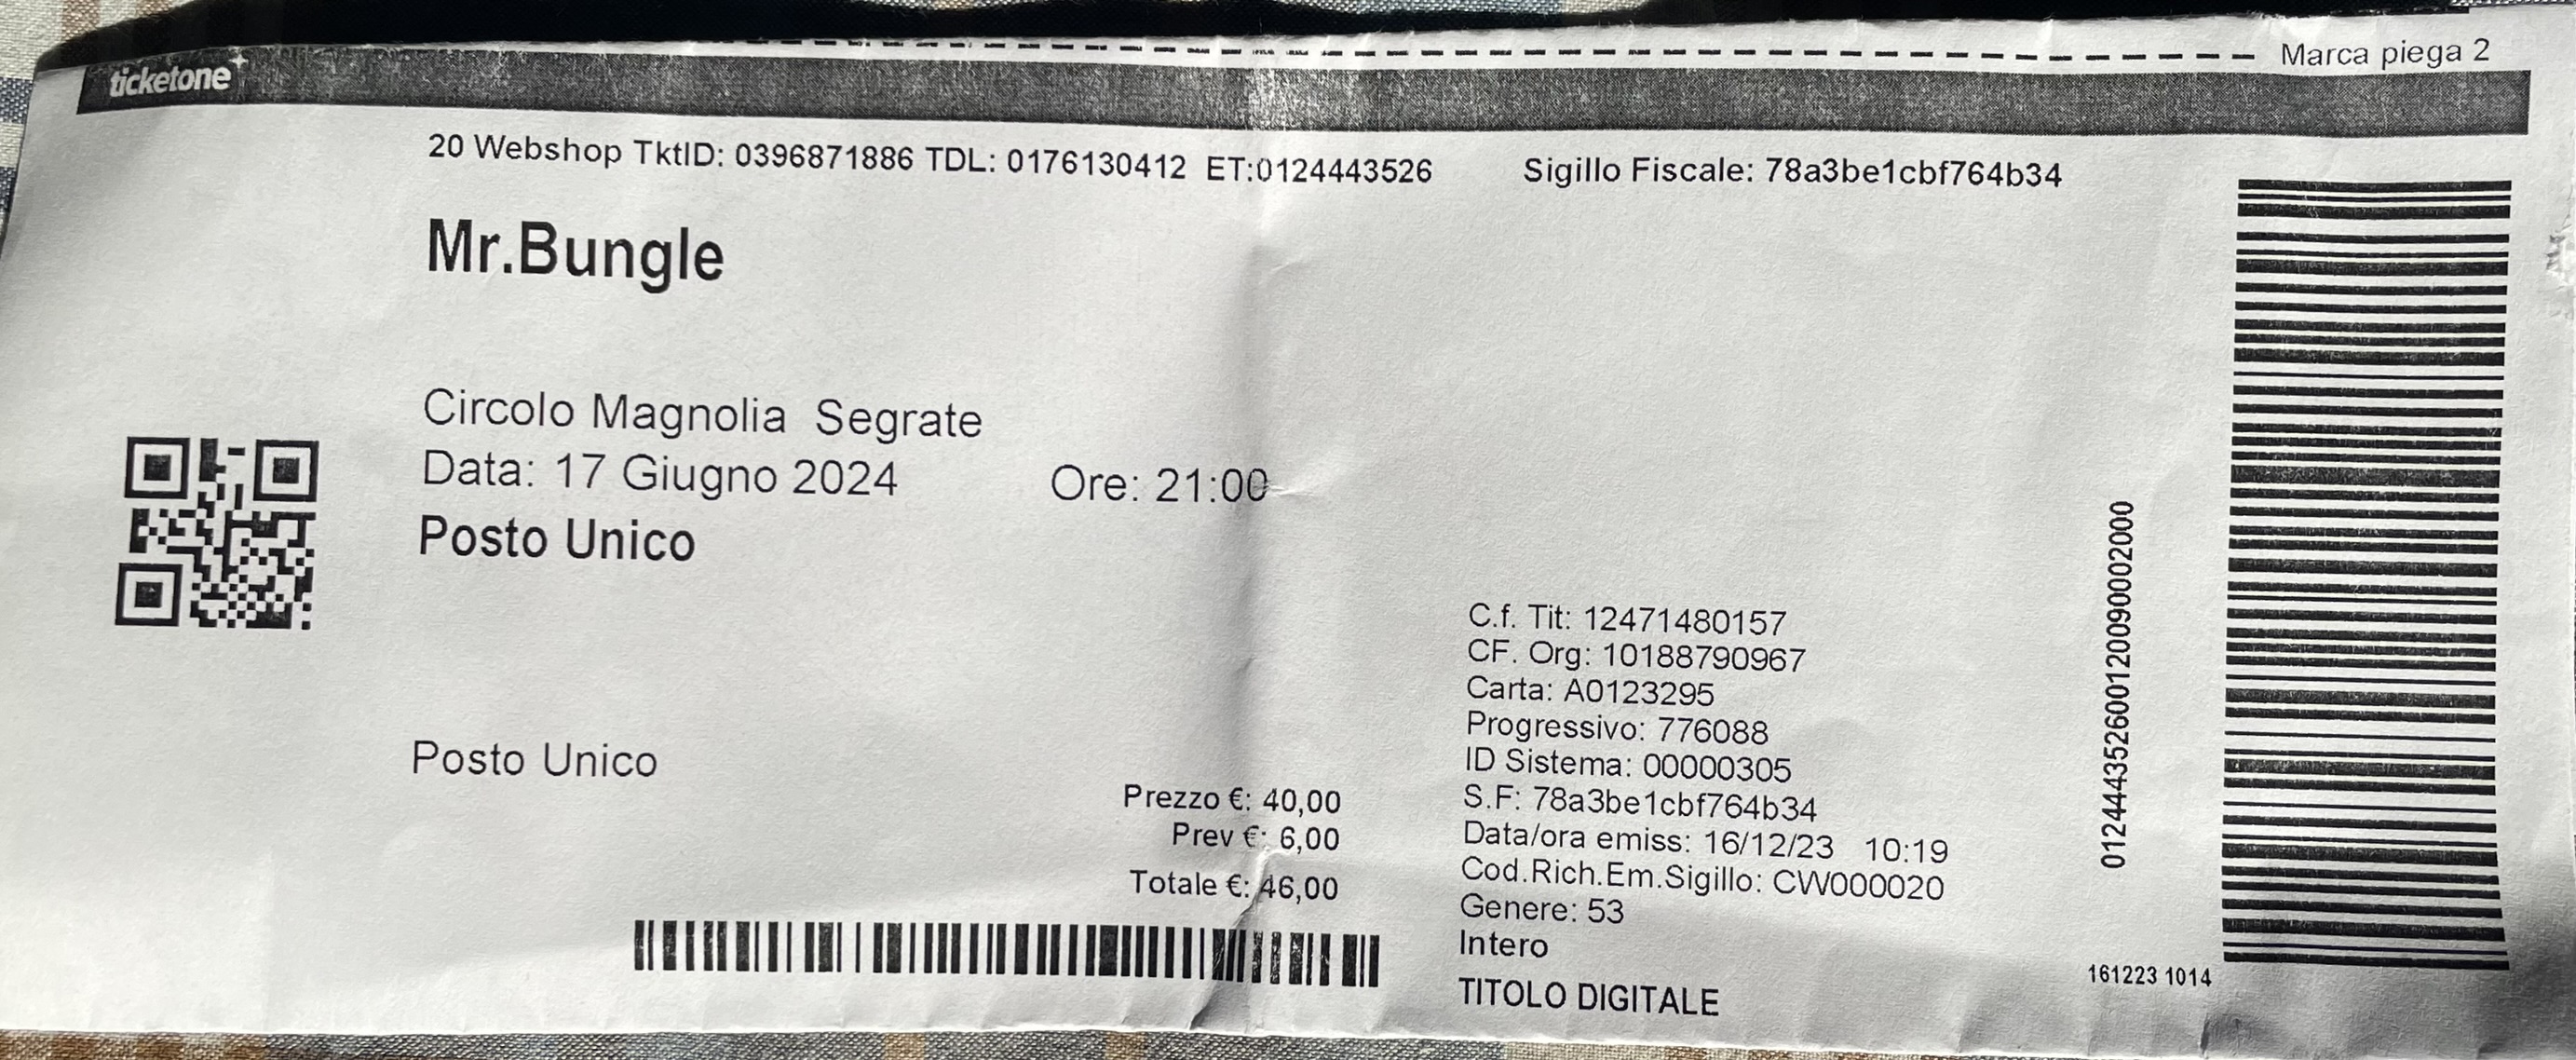 Marca piega 2
ticketone
20 Webshop TktID: 0396871886 TDL: 0176130412 ET:0124443526
Sigillo Fiscale: 78a3be1cbf764b34
Mr.Bungle
Circolo Magnolia Segrate
Data: 17 Giugno 2024 Ore: 21:00
Posto Unico
Posto Unico
Prezzo €: 40,00
Prev €: 6,00
Totale €: 46,00
C.f. Tit: 12471480157
CF. Org: 10188790967
Carta: A0123295
Progressivo: 776088
ID Sistema: 00000305
S.F: 78a3be1cbf764b34
Data/ora emiss: 16/12/23 10:19
Cod.Rich.Em.Sigillo: CW000020
Genere: 53
Intero
TITOLO DIGITALE
012444352600120090002000
161223 1014